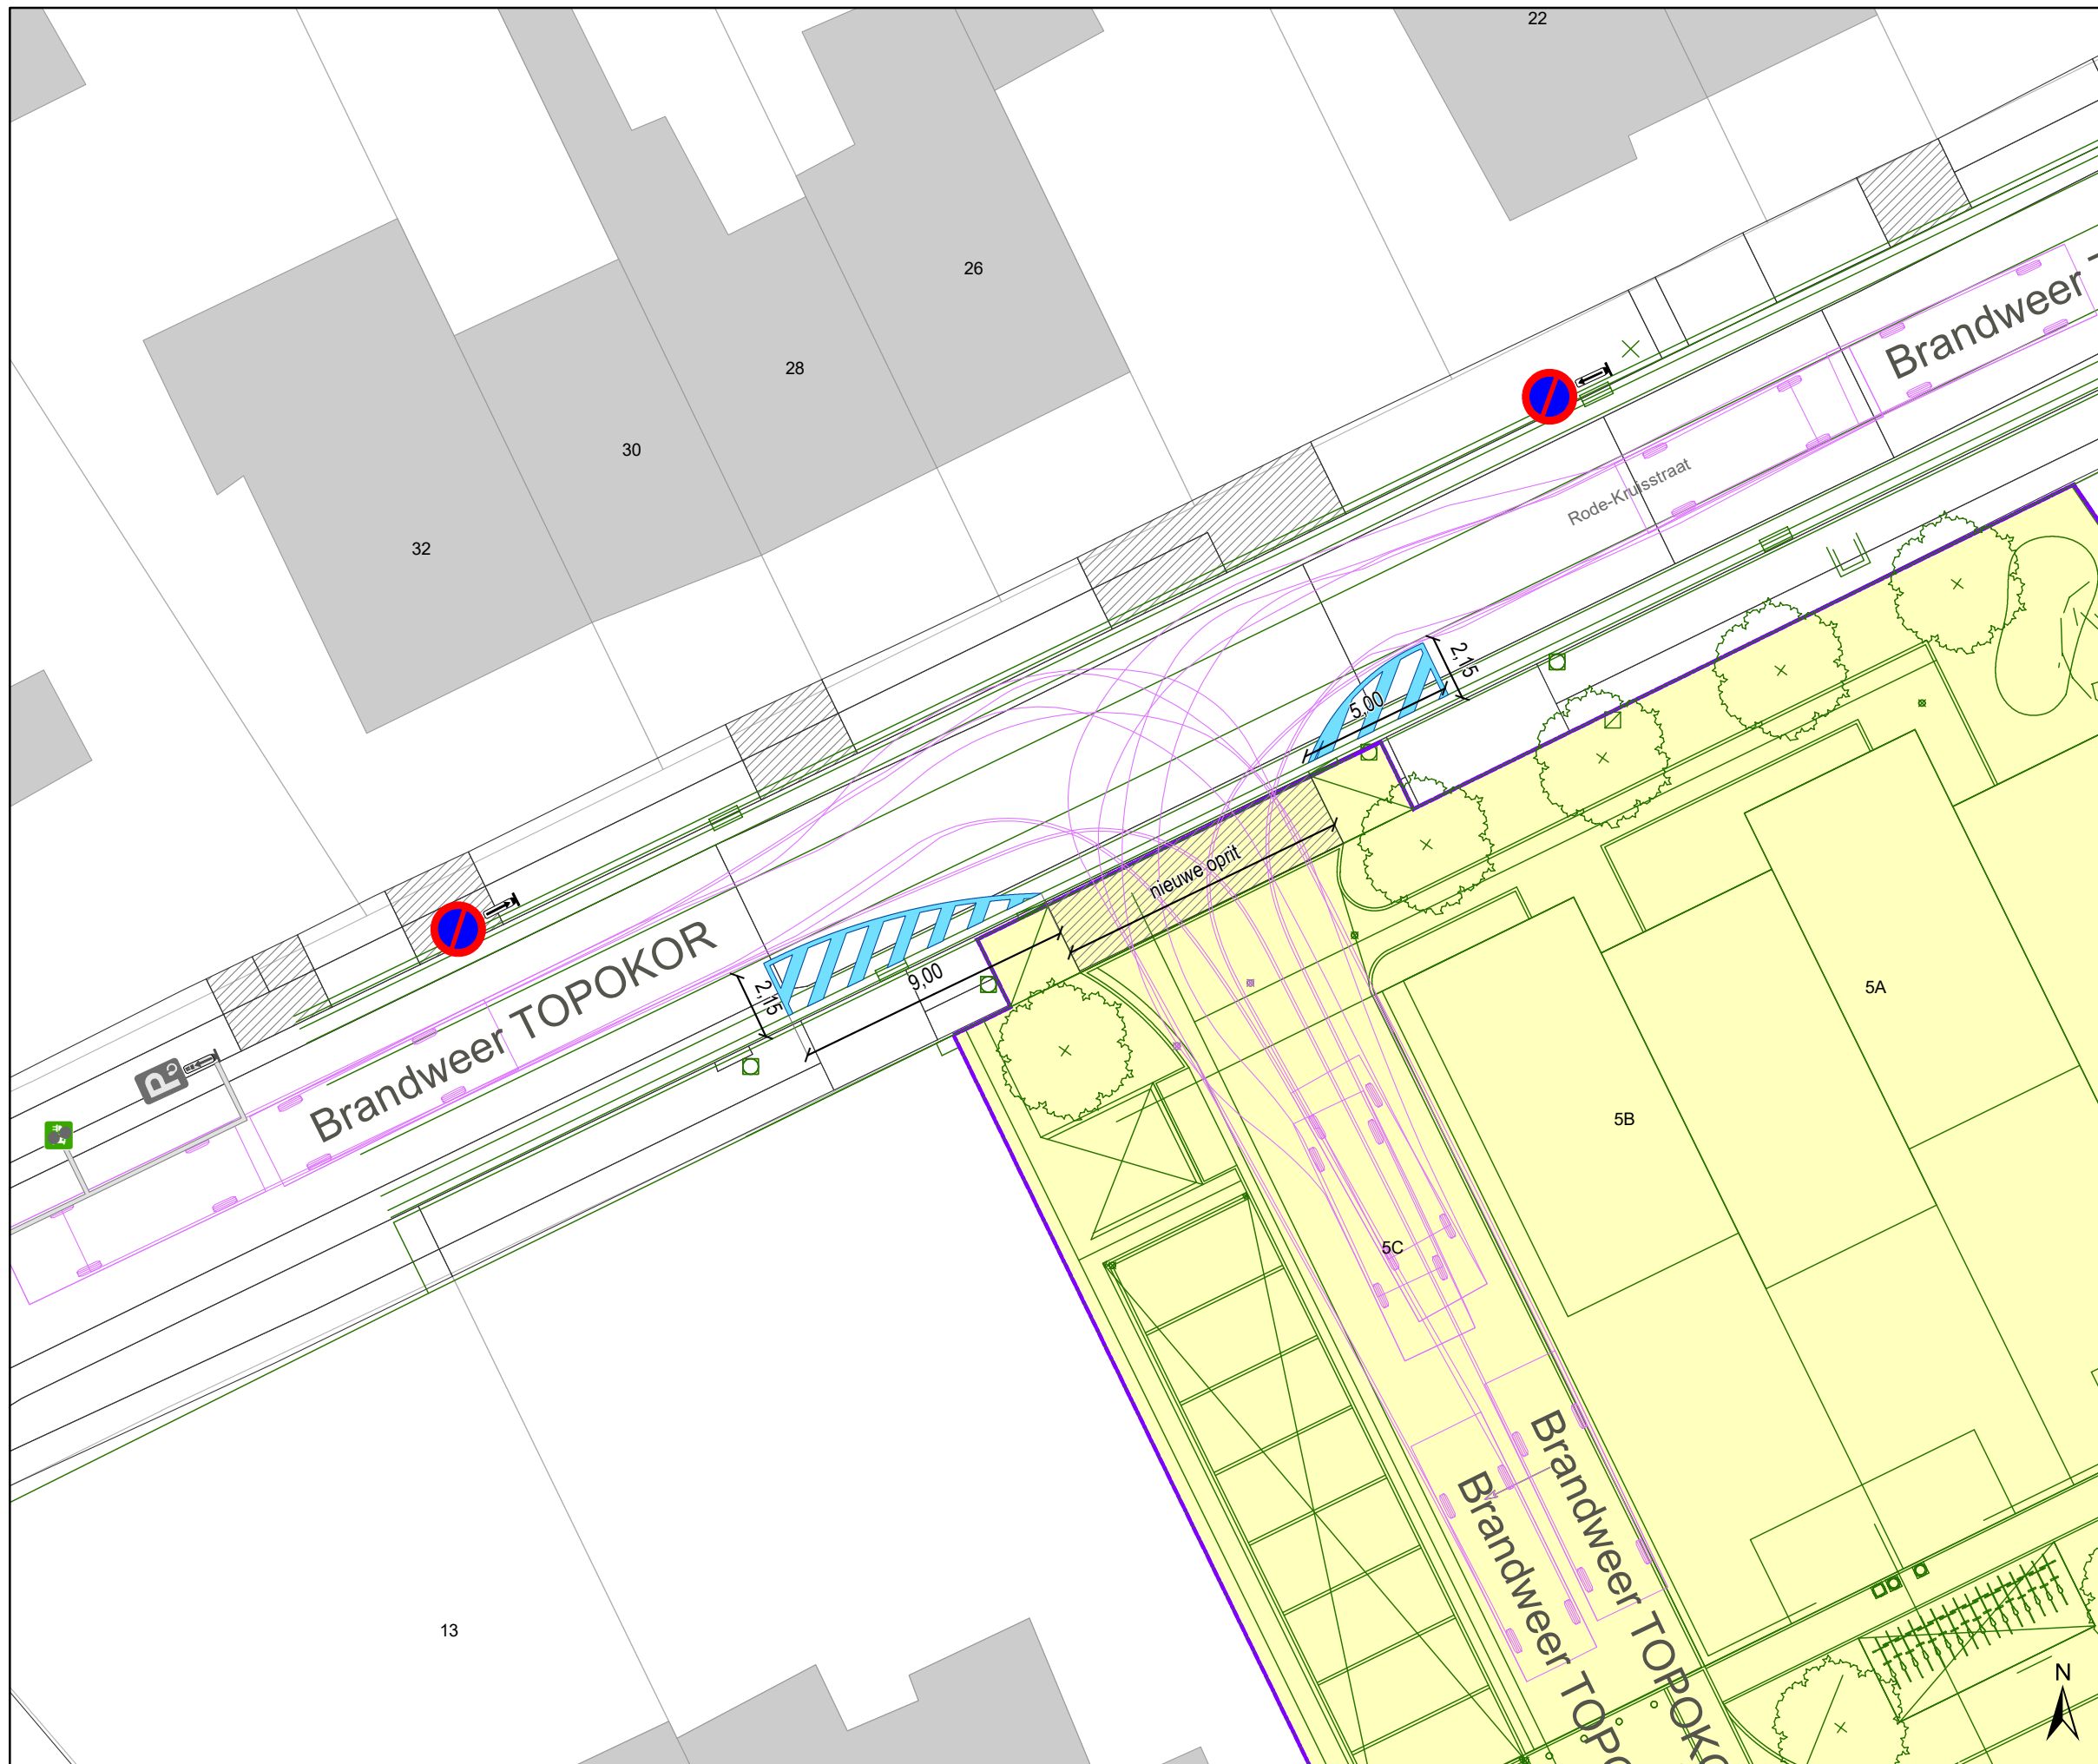 22
26
28
30
32
Brandweer
Rode-Kruisstraat
2,15
5,00
nieuwe oprit
9,00
2,15
Brandweer TOPOKOR
5A
5B
5C
Brandweer TOPOKO
Brandweer TOPO
13
N